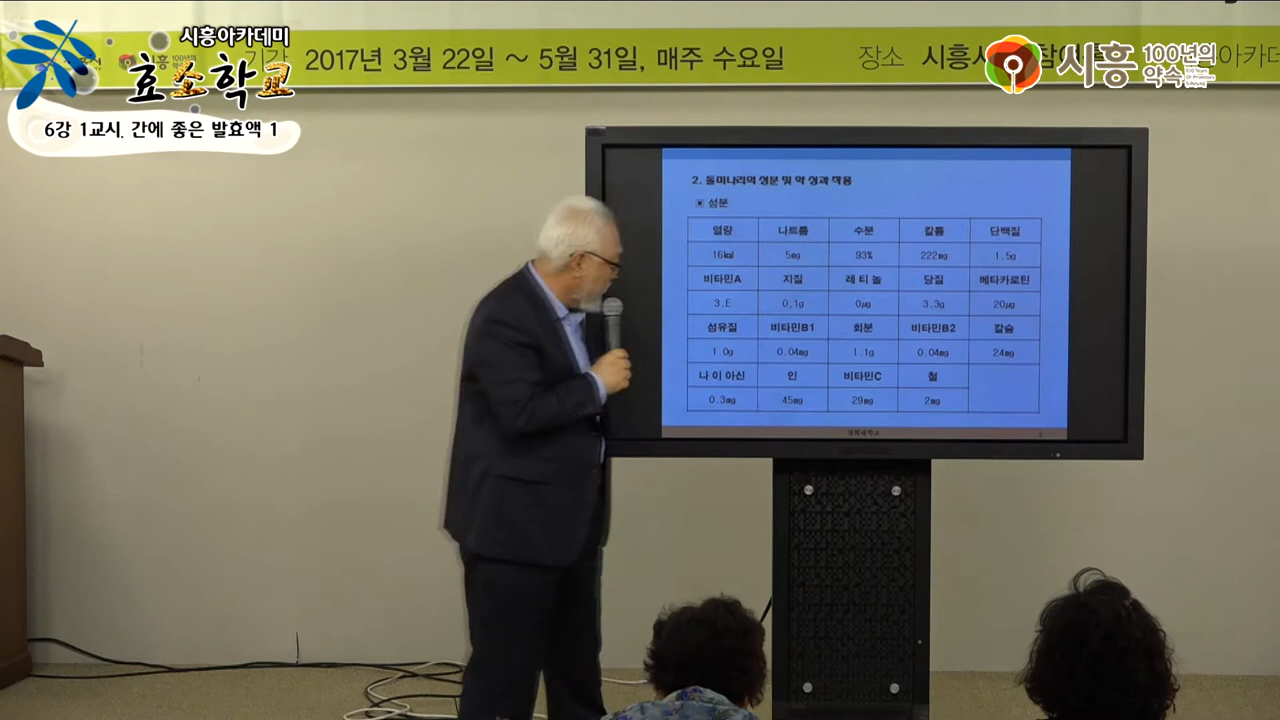 시흥아카데미
효소학교
6강 1교시. 간에 좋은 발효액 1
기간 2017년 3월 22일 ~ 5월 31일, 매주 수요일
장소 시흥시
시흥 100년의 약속
2. 돌미나리의 성분 및 약 성과 작용
▣ 성분
열량 나트륨 수분 칼륨 단백질
16㎉ 5㎎ 93% 222㎎ 1.5g
비타민A 지질 레 티 놀 당질 베타카로틴
3.E 0,1g 0㎍ 3.3g 20㎍
섬유질 비타민B1 회분 비타민B2 칼슘
1.0g 0.04㎎ 1.1g 0.04㎎ 24㎎
나 이 아신 인 비타민C 철
0.3㎎ 45㎎ 29㎎ 2㎎